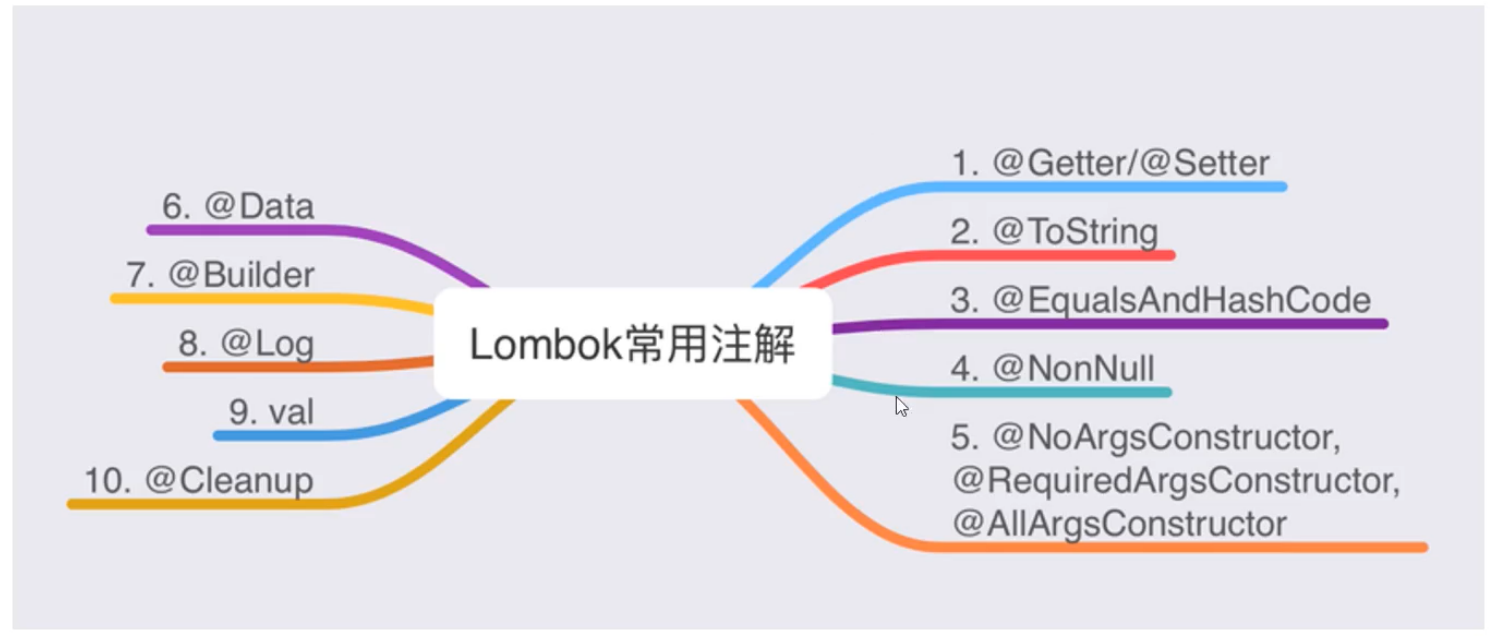 Lombok常用注解
1. @Getter/@Setter
2. @ToString
3. @EqualsAndHashCode
4. @NonNull
5. @NoArgsConstructor,
@RequiredArgsConstructor,
@AllArgsConstructor
6. @Data
7. @Builder
8. @Log
9. val
10. @Cleanup